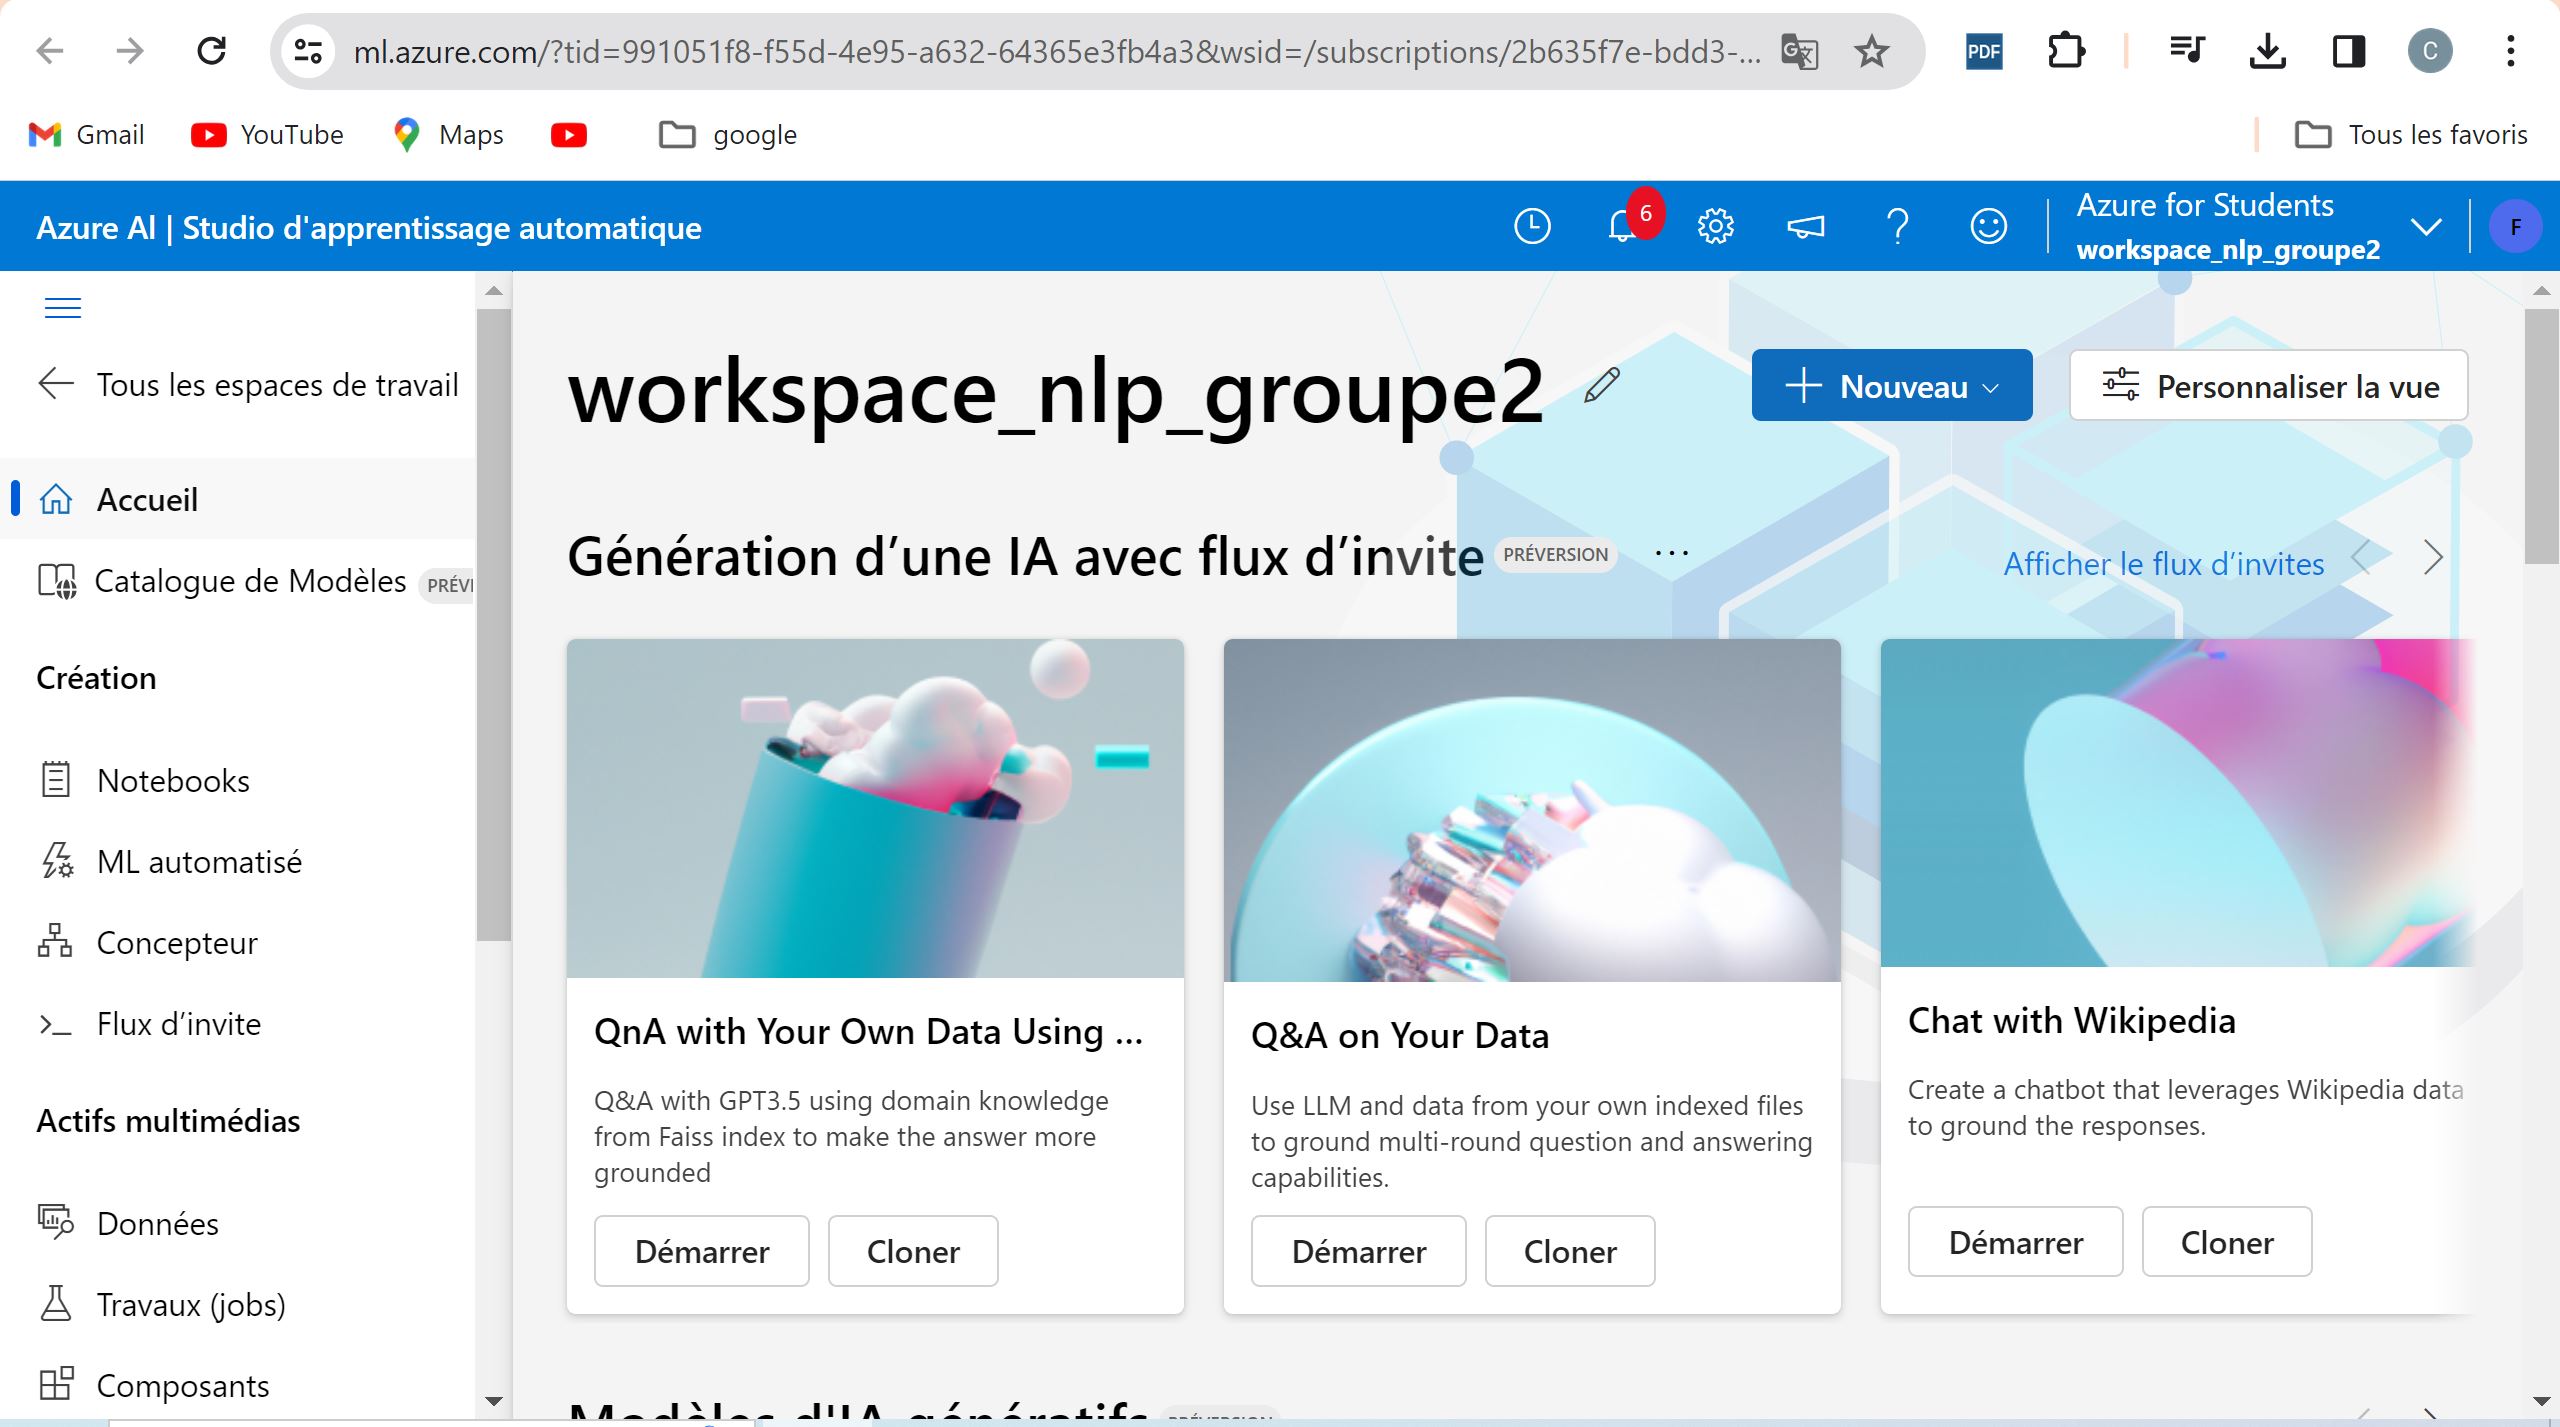 ml.azure.com/?tid=991051f8-f55d-4e95-a632-64365e3fb4a3&wsid=/subscriptions/2b635f7e-bdd3-...
PDF
C
Gmail
YouTube
Maps
google
Tous les favoris
Azure AI | Studio d'apprentissage automatique
6
Azure for Students
workspace_nlp_groupe2
F
Tous les espaces de travail
Accueil
Catalogue de Modèles PRÉVI
Création
Notebooks
ML automatisé
Concepteur
Flux d’invite
Actifs multimédias
Données
Travaux (jobs)
Composants
workspace_nlp_groupe2
Nouveau
Personnaliser la vue
Génération d’une IA avec flux d’invite PRÉVERSION ...
Afficher le flux d’invites
QnA with Your Own Data Using ...
Q&A with GPT3.5 using domain knowledge
from Faiss index to make the answer more
grounded
Démarrer
Cloner
Q&A on Your Data
Use LLM and data from your own indexed files
to ground multi-round question and answering
capabilities.
Démarrer
Cloner
Chat with Wikipedia
Create a chatbot that leverages Wikipedia data
to ground the responses.
Démarrer
Cloner
Modèles d'IA génératifs PRÉVERSION